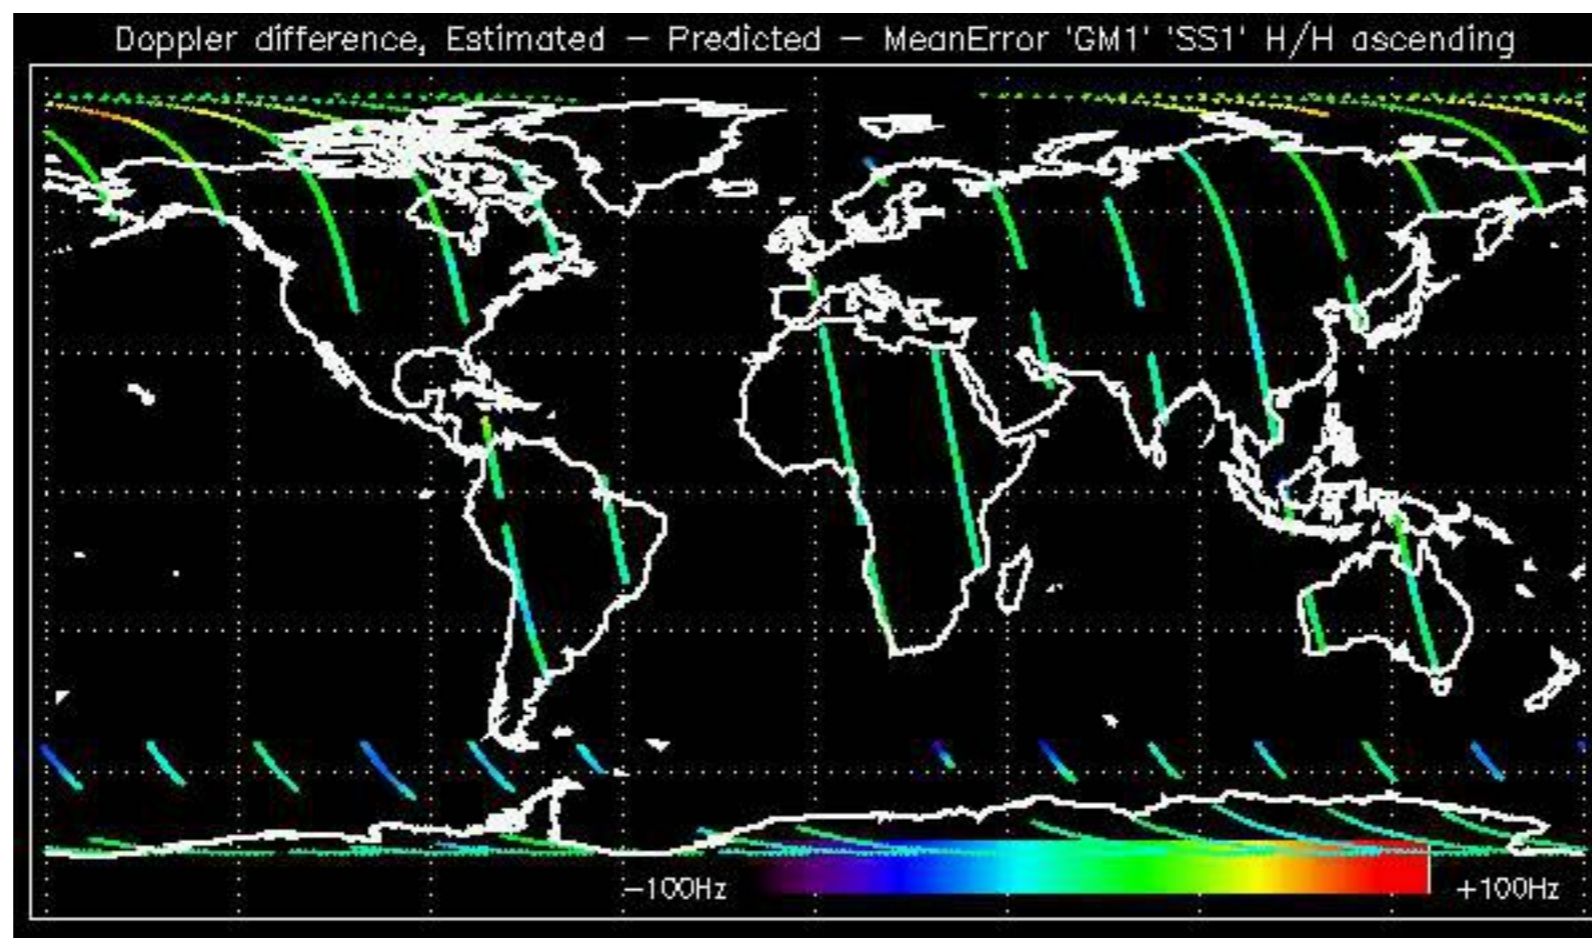 Doppler difference, Estimated — Predicted — MeanError 'GM1' 'SS1' H/H ascending
−100Hz
+100Hz